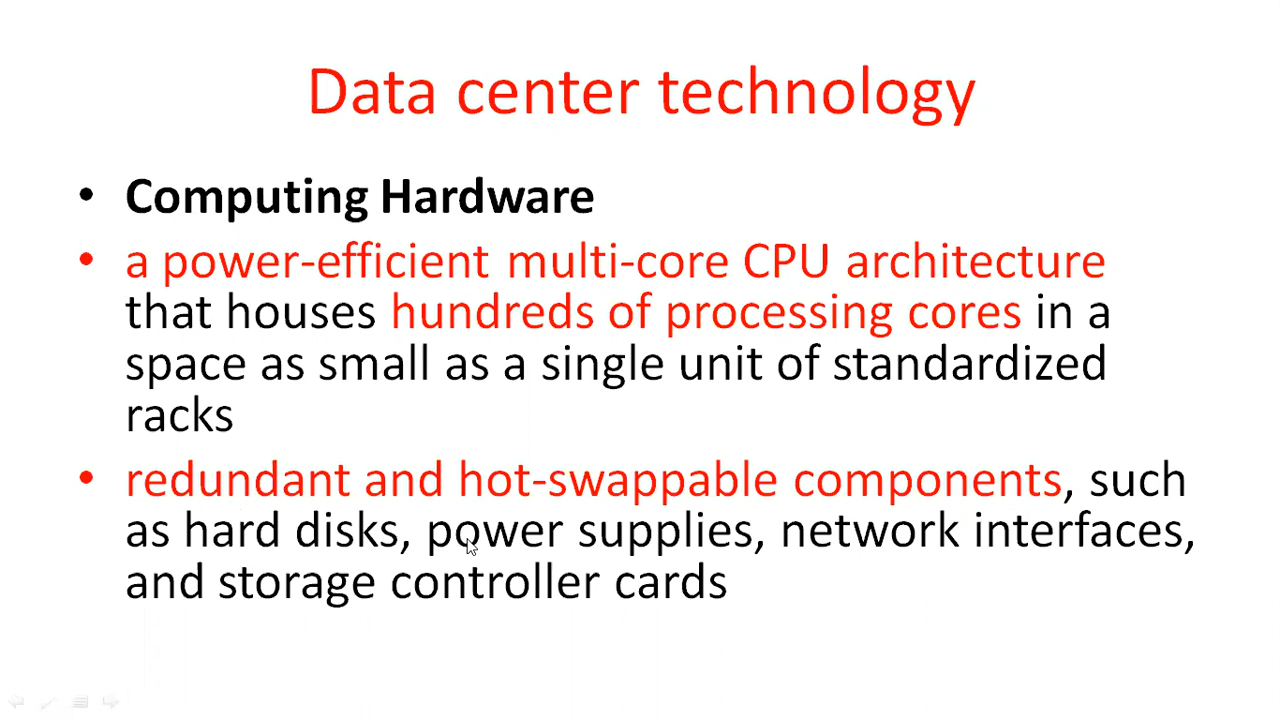 Data center technology
• Computing Hardware
• a power-efficient multi-core CPU architecture
that houses hundreds of processing cores in a
space as small as a single unit of standardized
racks
• redundant and hot-swappable components, such
as hard disks, power supplies, network interfaces,
and storage controller cards